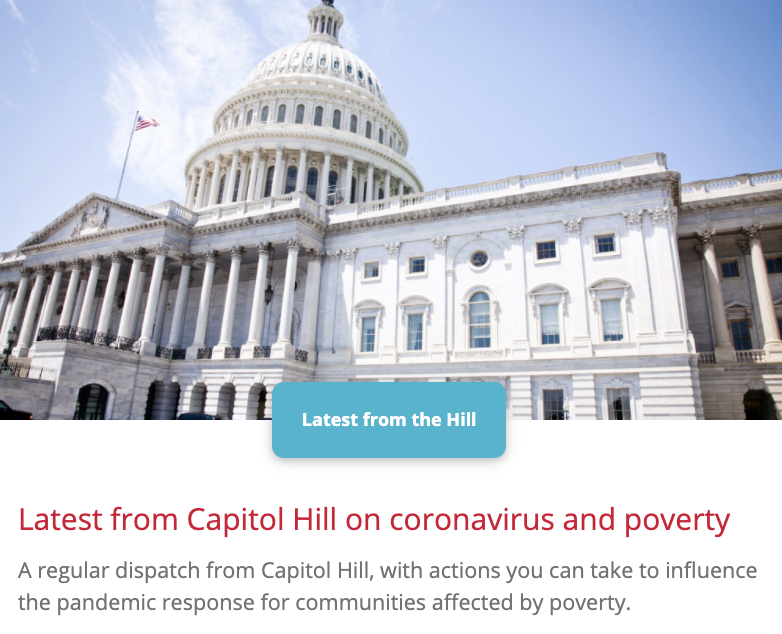 Latest from the Hill
Latest from Capitol Hill on coronavirus and poverty
A regular dispatch from Capitol Hill, with actions you can take to influence
the pandemic response for communities affected by poverty.